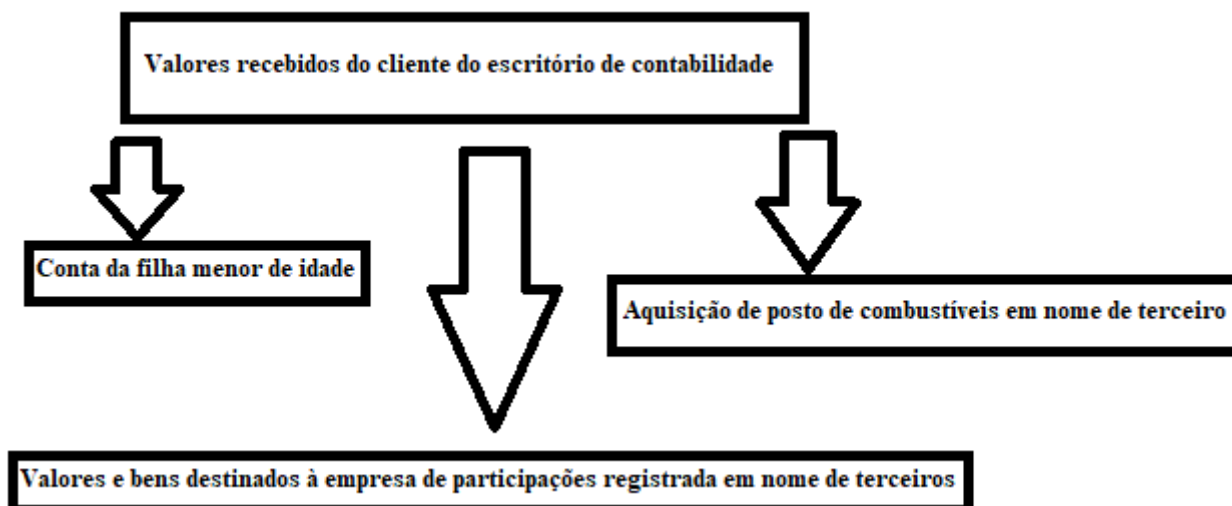 Valores recebidos do cliente do escritório de contabilidade
Conta da filha menor de idade
Aquisição de posto de combustíveis em nome de terceiro
Valores e bens destinados à empresa de participações registrada em nome de terceiros